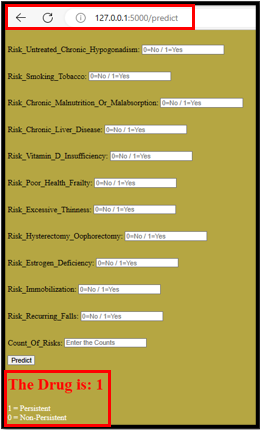 127.0.0.1:5000/predict
Risk_Untreated_Chronic_Hypogonadism: 0=No / 1=Yes
Risk_Smoking_Tobacco: 0=No / 1=Yes
Risk_Chronic_Malnutrition_Or_Malabsorption: 0=No / 1=Yes
Risk_Chronic_Liver_Disease: 0=No / 1=Yes
Risk_Vitamin_D_Insufficiency: 0=No / 1=Yes
Risk_Poor_Health_Frailty: 0=No / 1=Yes
Risk_Excessive_Thinness: 0=No / 1=Yes
Risk_Hysterectomy_Oophorectomy: 0=No / 1=Yes
Risk_Estrogen_Deficiency: 0=No / 1=Yes
Risk_Immobilization: 0=No / 1=Yes
Risk_Recurring_Falls: 0=No / 1=Yes
Count_Of_Risks: Enter the Counts
Predict
The Drug is: 1
1 = Persistent
0 = Non-Persistent